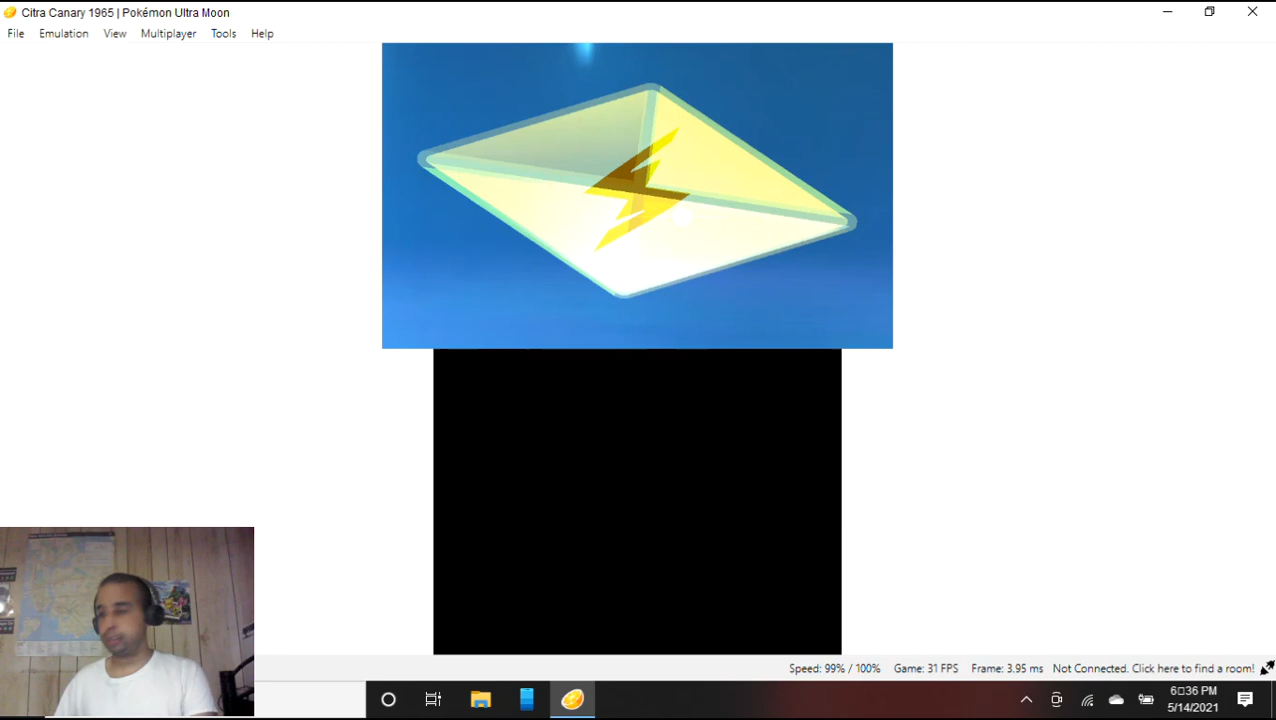 Citra Canary 1965 | Pokémon Ultra Moon
File Emulation View Multiplayer Tools Help
Speed: 99% / 100% Game: 31 FPS Frame: 3.95 ms Not Connected. Click here to find a room!
6□36 PM
5/14/2021